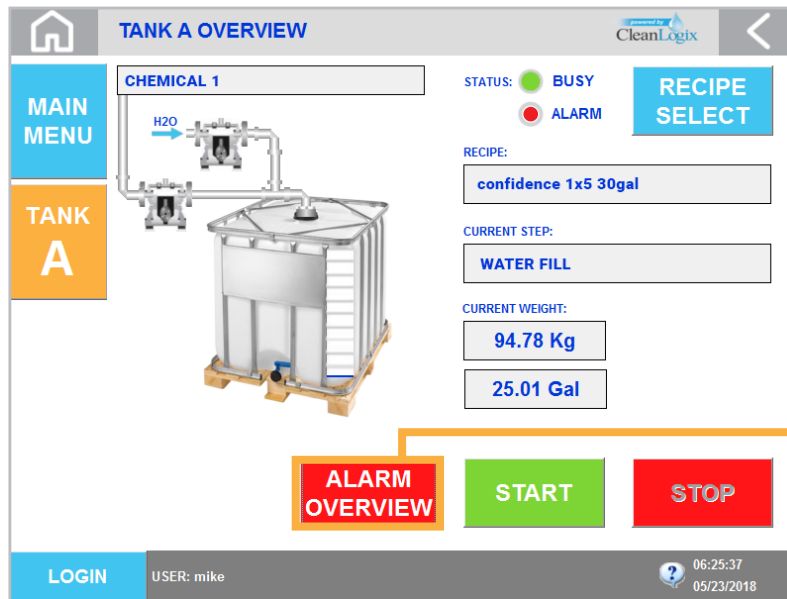 TANK A OVERVIEW
powered by
CleanLogix
MAIN
MENU
CHEMICAL 1
STATUS:
BUSY
ALARM
RECIPE
SELECT
H2O
RECIPE:
confidence 1x5 30gal
TANK
A
CURRENT STEP:
WATER FILL
CURRENT WEIGHT:
94.78 Kg
25.01 Gal
ALARM
OVERVIEW
START
STOP
LOGIN
USER: mike
?
06:25:37
05/23/2018